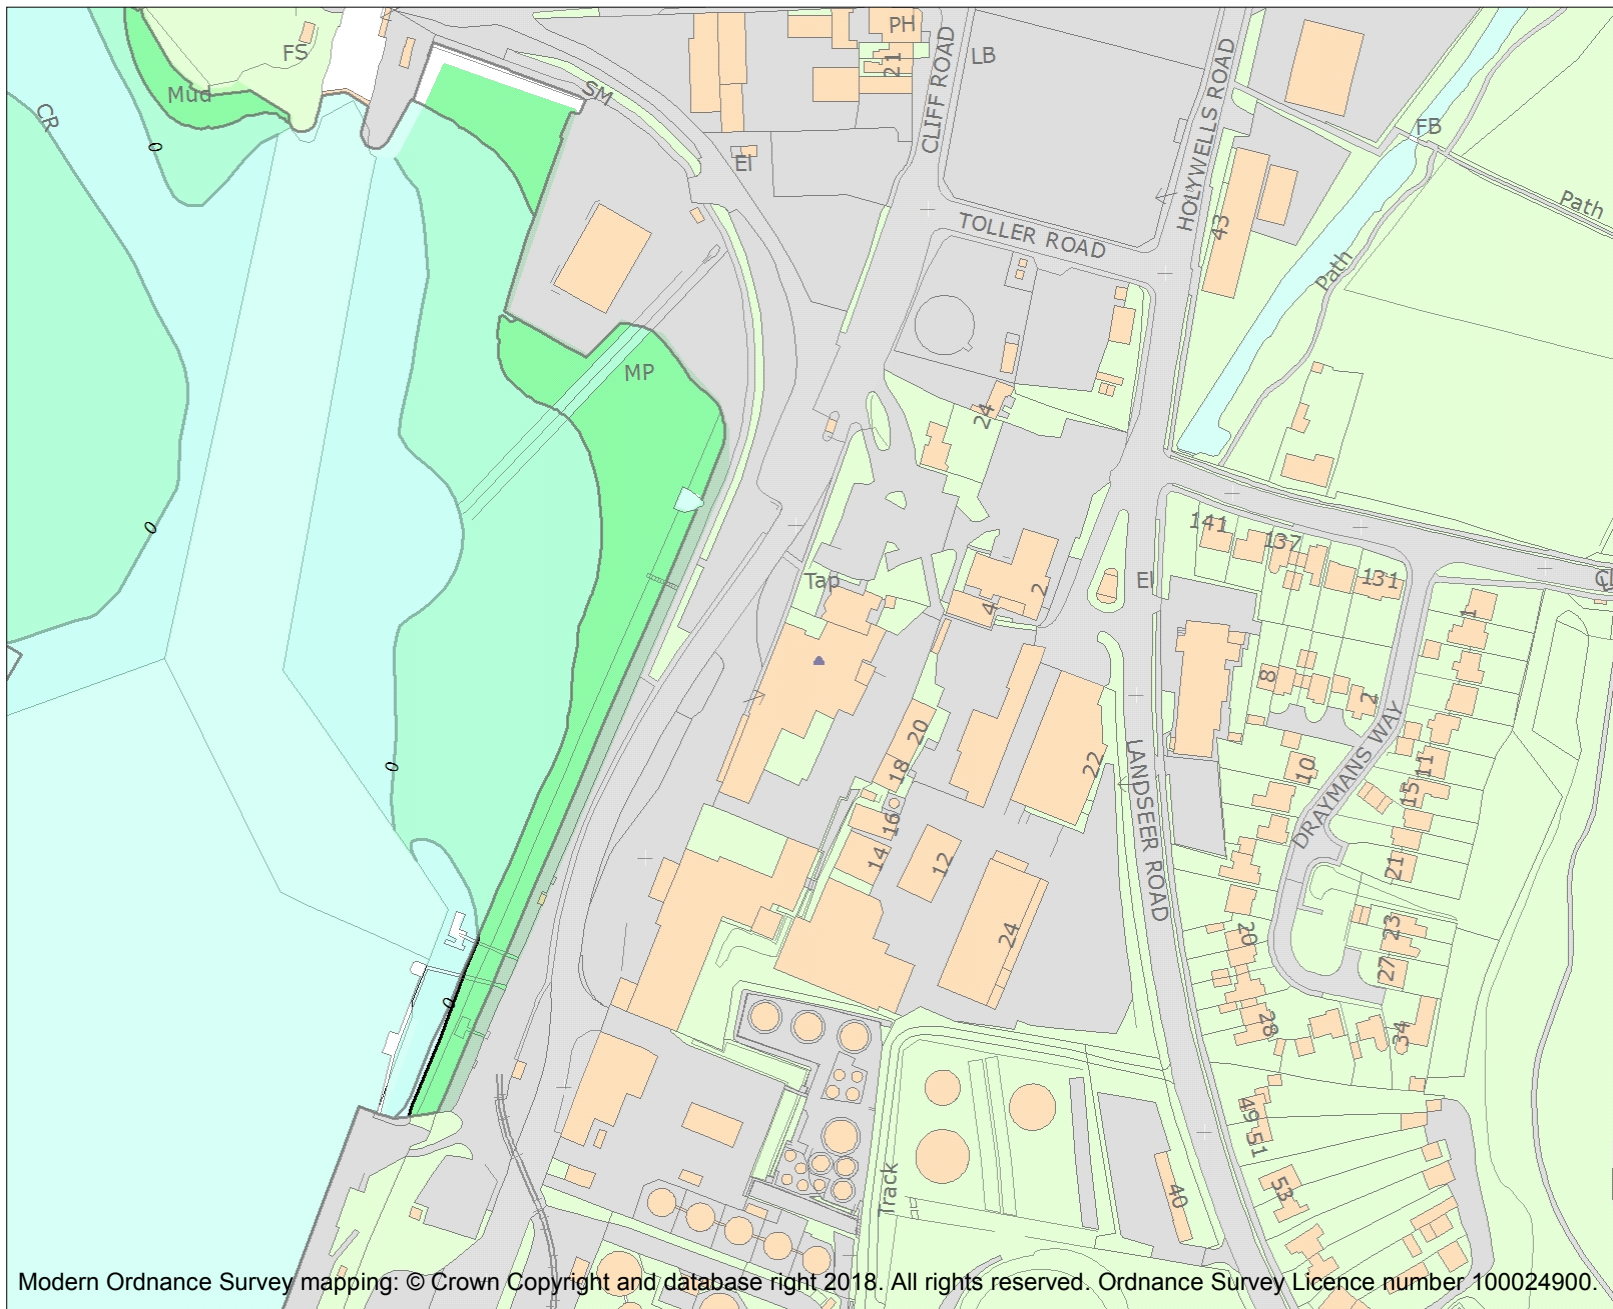 PH
FS
21
LB
CLIFF ROAD
HOLYWELLS ROAD
Mud
SM
CR
FB
0
El
Path
TOLLER ROAD
43
Path
MP
24
141
137
0
Tap
2
El
131
4
1
8
2
20
DRAYMANS WAY
0
18
22
10
11
LANDSEER ROAD
15
16
14
12
21
24
20
23
27
0
28
34
49
51
Track
40
53
Modern Ordnance Survey mapping: © Crown Copyright and database right 2018. All rights reserved. Ordnance Survey Licence number 100024900.